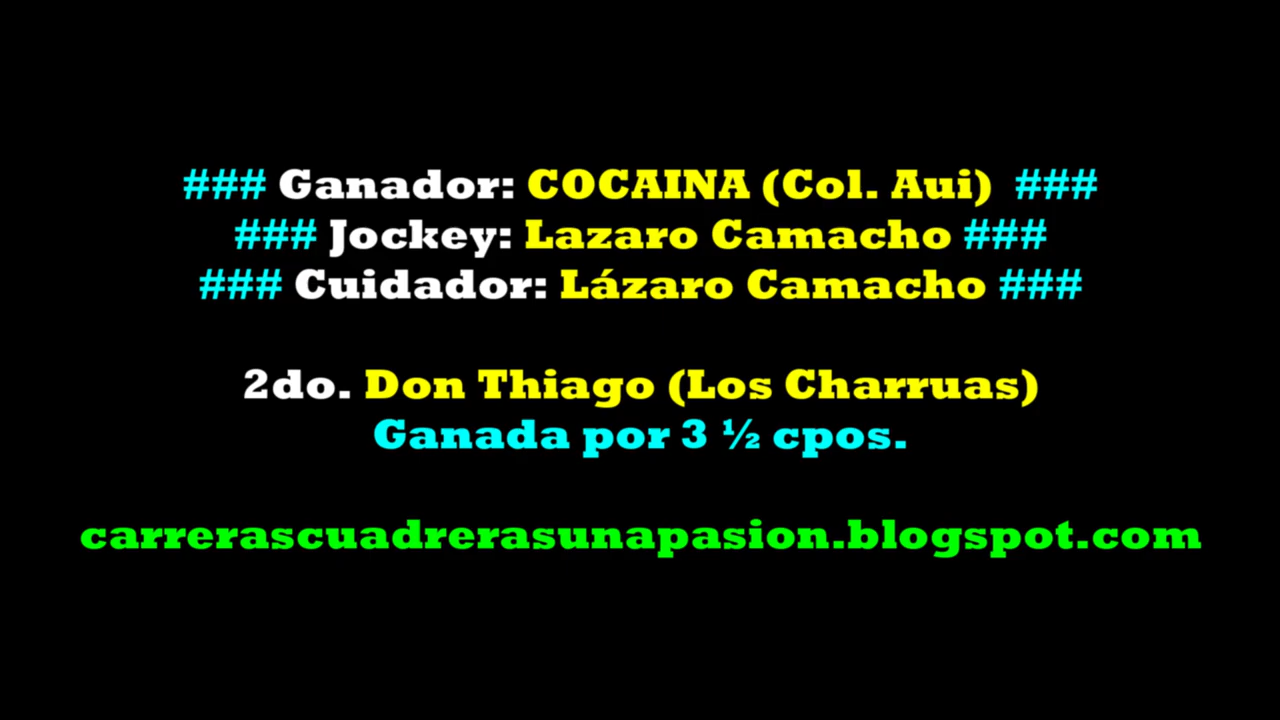 ### Ganador: COCAINA (Col. Aui) ###
### Jockey: Lazaro Camacho ###
### Cuidador: Lázaro Camacho ###
2do. Don Thiago (Los Charruas)
Ganada por 3 ½ cpos.
carrerascuadrerasunapasion.blogspot.com